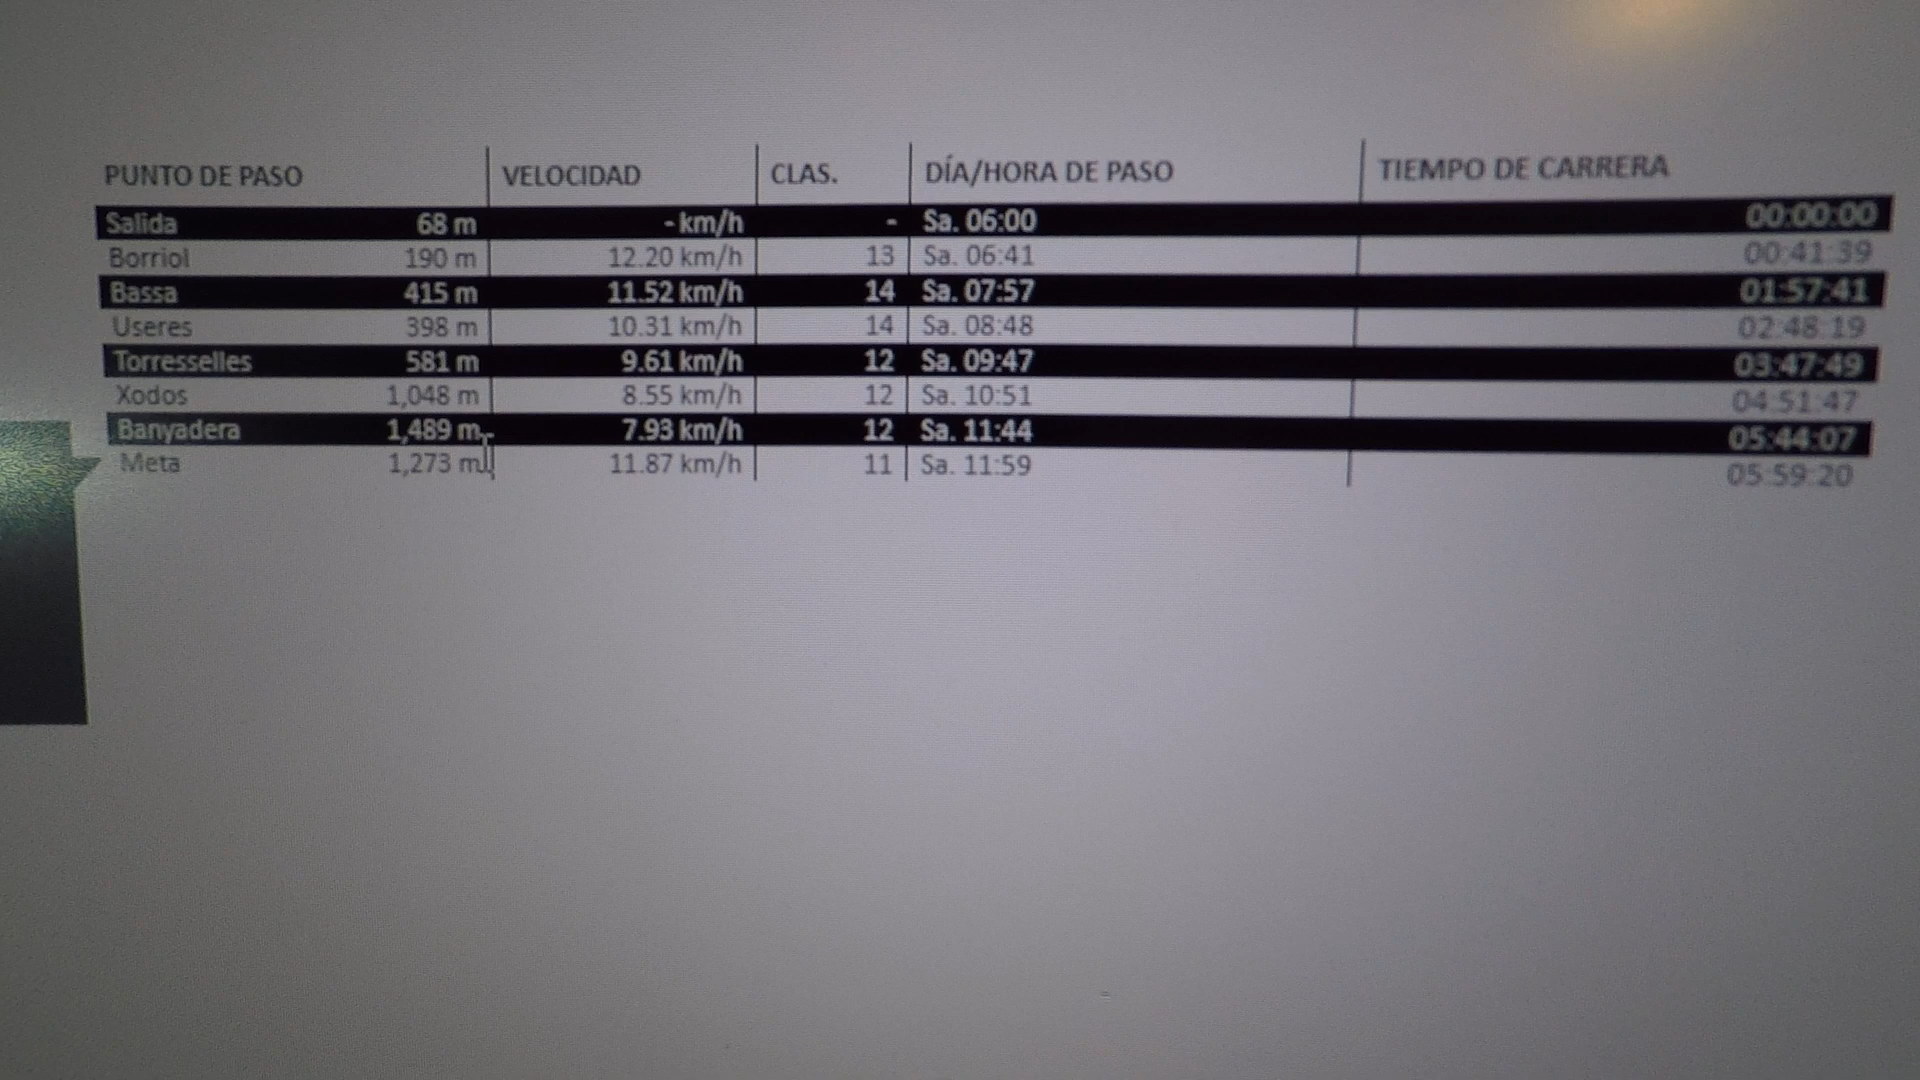 PUNTO DE PASO VELOCIDAD CLAS. DÍA/HORA DE PASO TIEMPO DE CARRERA
Salida 68 m - km/h - Sa. 06:00 00:00:00
Borriol 190 m 12.20 km/h 13 Sa. 06:41 00:41:39
Bassa 415 m 11.52 km/h 14 Sa. 07:57 01:57:41
Useres 398 m 10.31 km/h 14 Sa. 08:48 02:48:19
Torresselles 581 m 9.61 km/h 12 Sa. 09:47 03:47:49
Xodos 1,048 m 8.55 km/h 12 Sa. 10:51 04:51:47
Banyadera 1,489 m 7.93 km/h 12 Sa. 11:44 05:44:07
Meta 1,273 m 11.87 km/h 11 Sa. 11:59 05:59:20